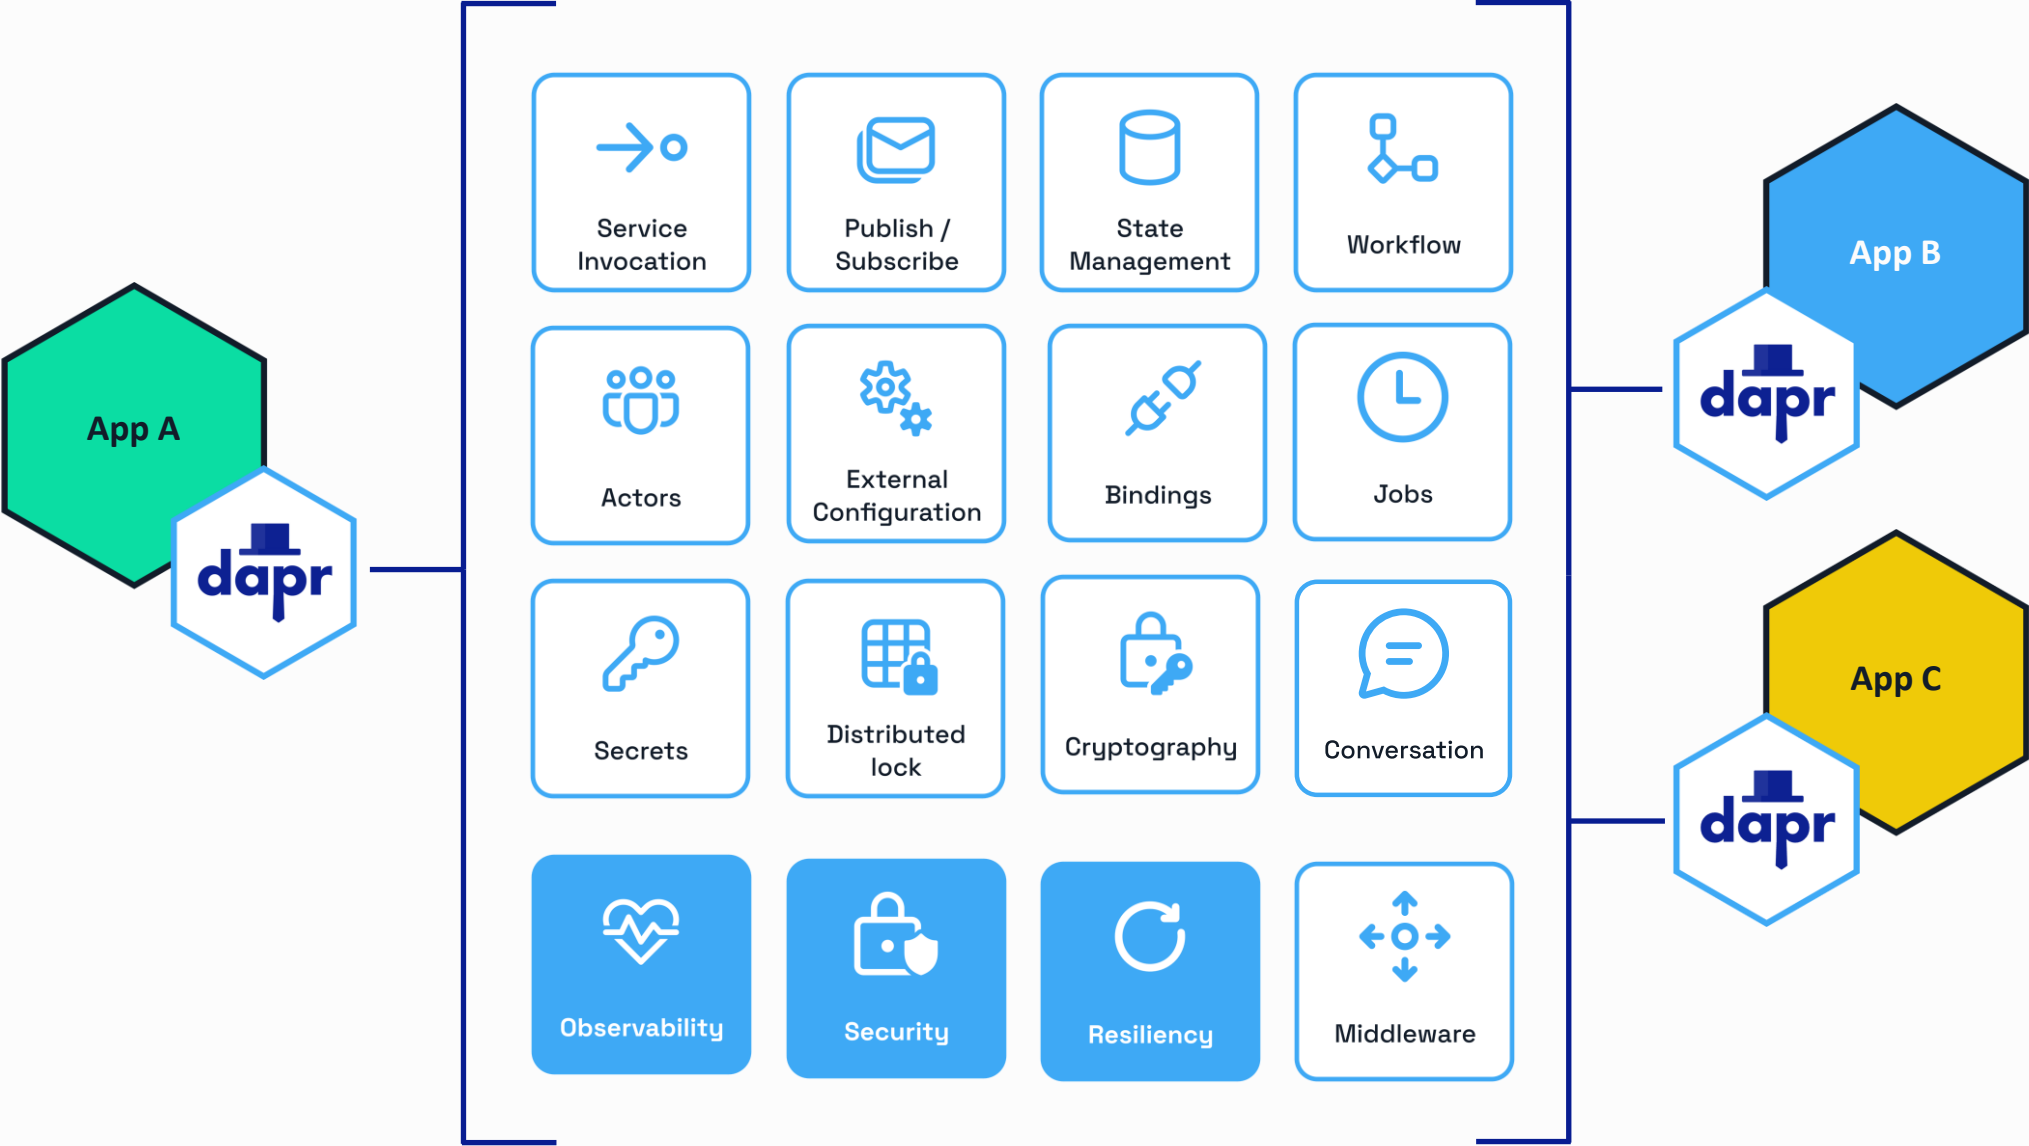 App A
dapr
Service
Invocation
Publish /
Subscribe
State
Management
Workflow
Actors
External
Configuration
Bindings
Jobs
Secrets
Distributed
lock
Cryptography
Conversation
Observability
Security
Resiliency
Middleware
App B
dapr
App C
dapr